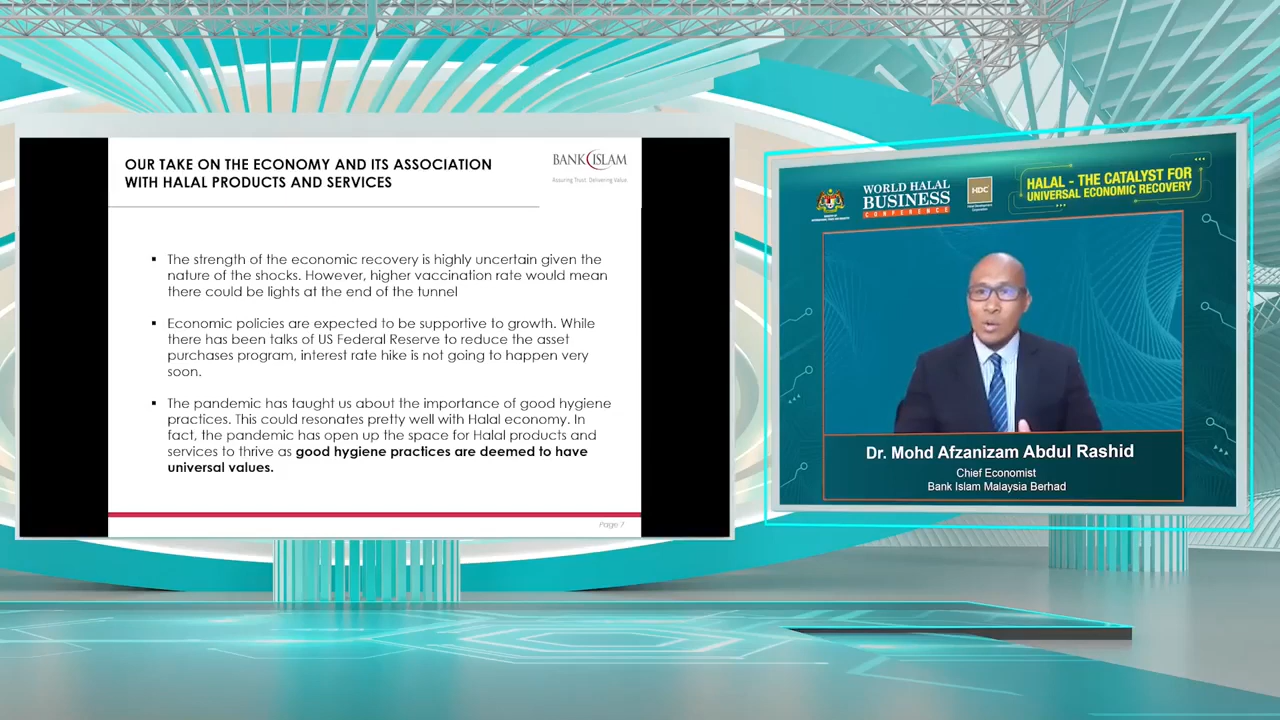 OUR TAKE ON THE ECONOMY AND ITS ASSOCIATION
WITH HALAL PRODUCTS AND SERVICES
BANK ISLAM
Assuring Trust. Delivering Value
▪ The strength of the economic recovery is highly uncertain given the
nature of the shocks. However, higher vaccination rate would mean
there could be lights at the end of the tunnel
▪ Economic policies are expected to be supportive to growth. While
there has been talks of US Federal Reserve to reduce the asset
purchases program, interest rate hike is not going to happen very
soon.
▪ The pandemic has taught us about the importance of good hygiene
practices. This could resonates pretty well with Halal economy. In
fact, the pandemic has open up the space for Halal products and
services to thrive as good hygiene practices are deemed to have
universal values.
Page 7
WORLD HALAL
BUSINESS
CONFERENCE
HDC
HALAL - THE CATALYST FOR
UNIVERSAL ECONOMIC RECOVERY
Dr. Mohd Afzanizam Abdul Rashid
Chief Economist
Bank Islam Malaysia Berhad